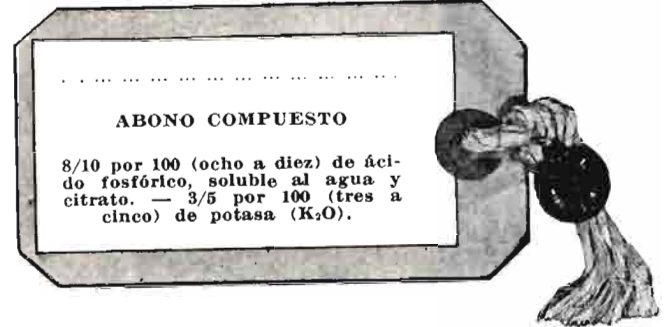 ABONO COMPUESTO
8/10 por 100 (ocho a diez) de áci-
do fosfórico, soluble al agua y
citrato. — 3/5 por 100 (tres a
cinco) de potasa (K₂O).